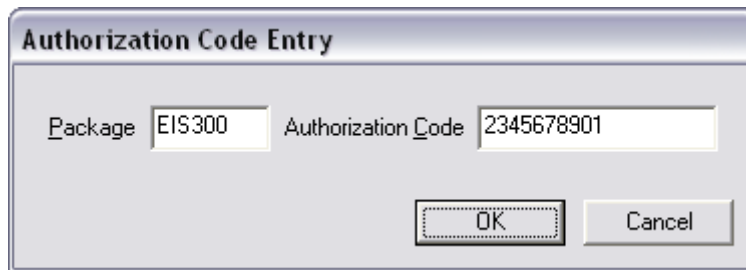 Authorization Code Entry
Package EIS300 Authorization Code 2345678901
OK Cancel